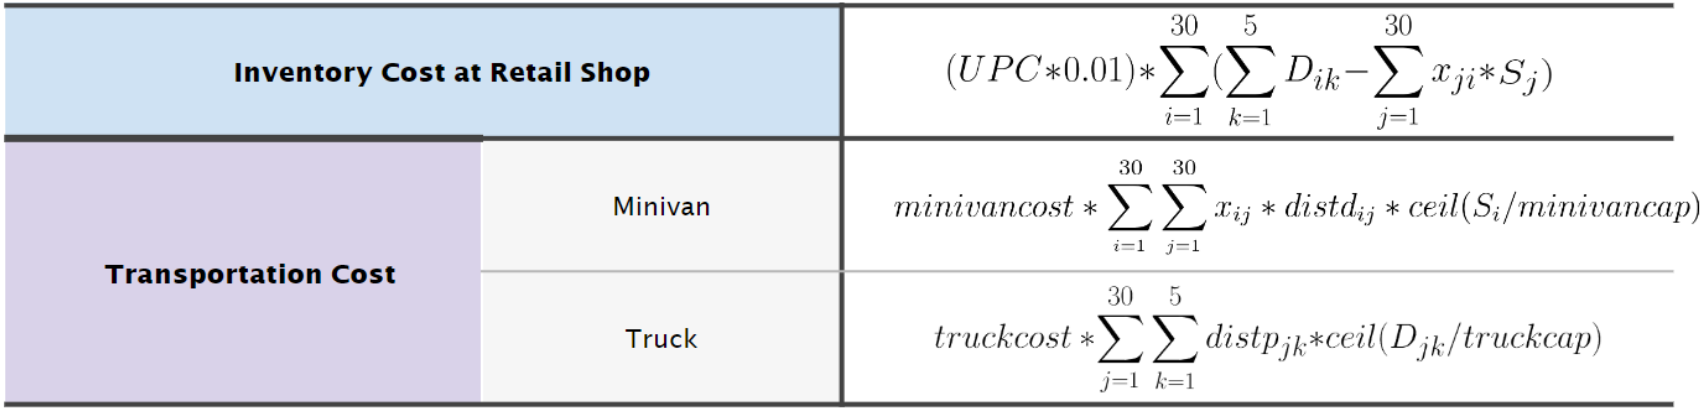 Inventory Cost at Retail Shop
(UPC*0.01)*\sum_{i=1}^{30}(\sum_{k=1}^{5} D_{ik}-\sum_{j=1}^{30} x_{ji}*S_j)
Transportation Cost
Minivan
minivancost*\sum_{i=1}^{30}\sum_{j=1}^{30} x_{ij}*distd_{ij}*ceil(S_i/minivancap)
Truck
truckcost*\sum_{j=1}^{30}\sum_{k=1}^{5} distp_{jk}*ceil(D_{jk}/truckcap)